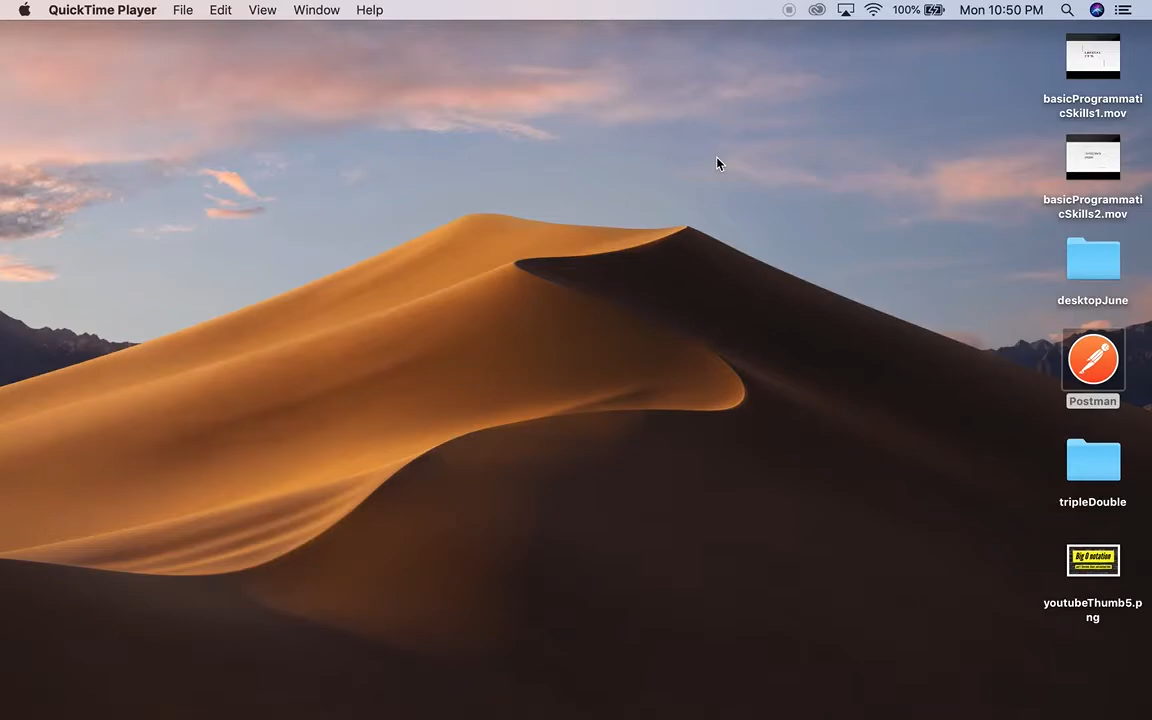 QuickTime Player File Edit View Window Help 100% Mon 10:50 PM
basicProgrammati
cSkills1.mov
basicProgrammati
cSkills2.mov
desktopJune
Postman
tripleDouble
Big O notation
youtubeThumb5.p
ng